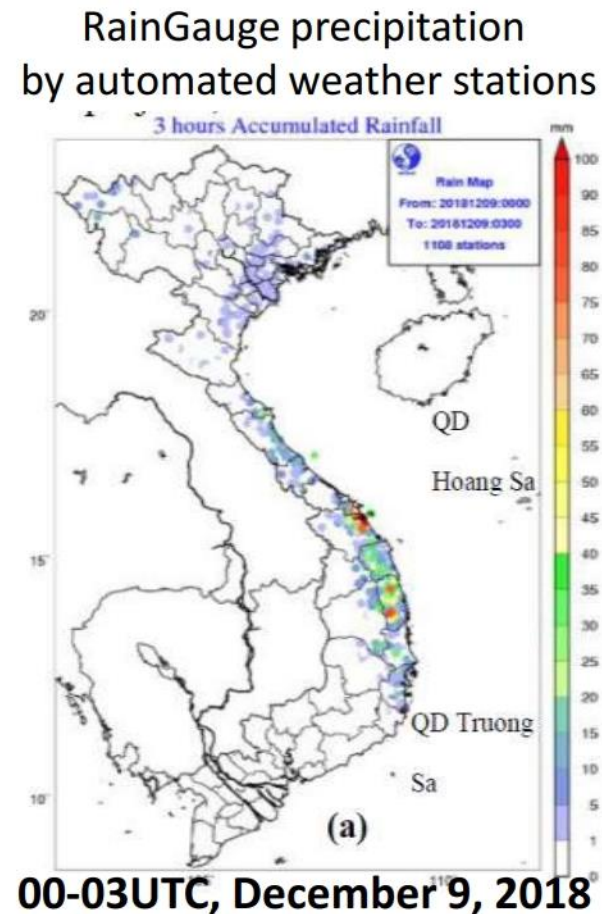 RainGauge precipitation
by automated weather stations
3 hours Accumulated Rainfall
mm
Rain Map
From: 20181209:0000
To: 20181209:0300
1108 stations
100
90
85
80
75
70
65
60
55
50
45
40
35
30
25
20
15
10
5
1
0
20
15
10
QD
Hoang Sa
QD Truong
Sa
(a)
110
00-03UTC, December 9, 2018